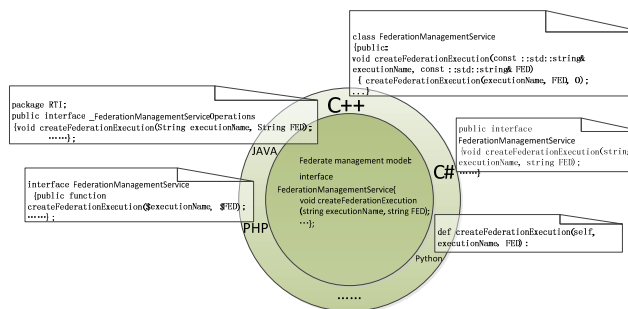 class FederationManagementService
{public:
void createFederationExecution(const ::std::string&
executionName, const ::std::string& FED)
{ createFederationExecution(executionName, FED, 0);
...}
package RTI;
public interface _FederationManagementServiceOperations
{void createFederationExecution(String executionName, String FED);
……};
C++
JAVA
public interface
FederationManagementService
{void createFederationExecution(string
executionName, string FED);
……}
C#
interface FederationManagementService
{public function
createFederationExecution($executionName, $FED);
……};
PHP
Federate management model:
interface
FederationManagementService{
void createFederationExecution
(string executionName, string FED);
…};
def createFederationExecution(self,
executionName, FED):
Python
……